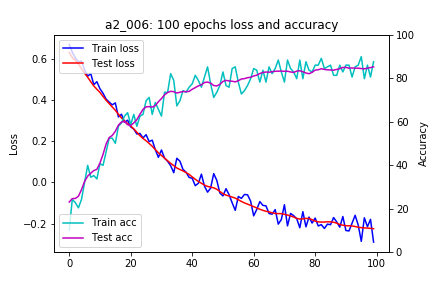 a2_006: 100 epochs loss and accuracy
Train loss
Test loss
Train acc
Test acc
Loss
0.6
0.4
0.2
0.0
−0.2
Accuracy
100
80
60
40
20
0
0 20 40 60 80 100